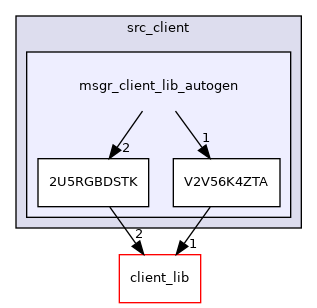 src_client
msgr_client_lib_autogen
2
1
2U5RGBDSTK
V2V56K4ZTA
2
1
client_lib